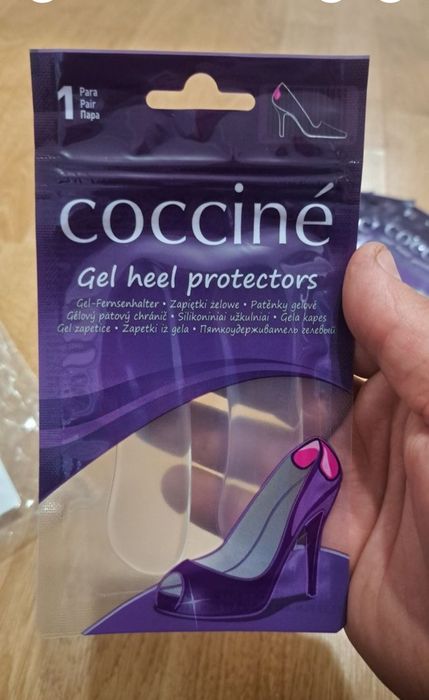 1 Para
Pair
Пара
cocciné
Gel heel protectors
Gel-Fersenhalter • Zapiętki żelowe • Patěnky gelové
Gélový pätový chránič • Silikoniniai užkulniai • Gela kapes
Gel zapetice • Zapetki iz gela • Пяткоудерживатель гелевый